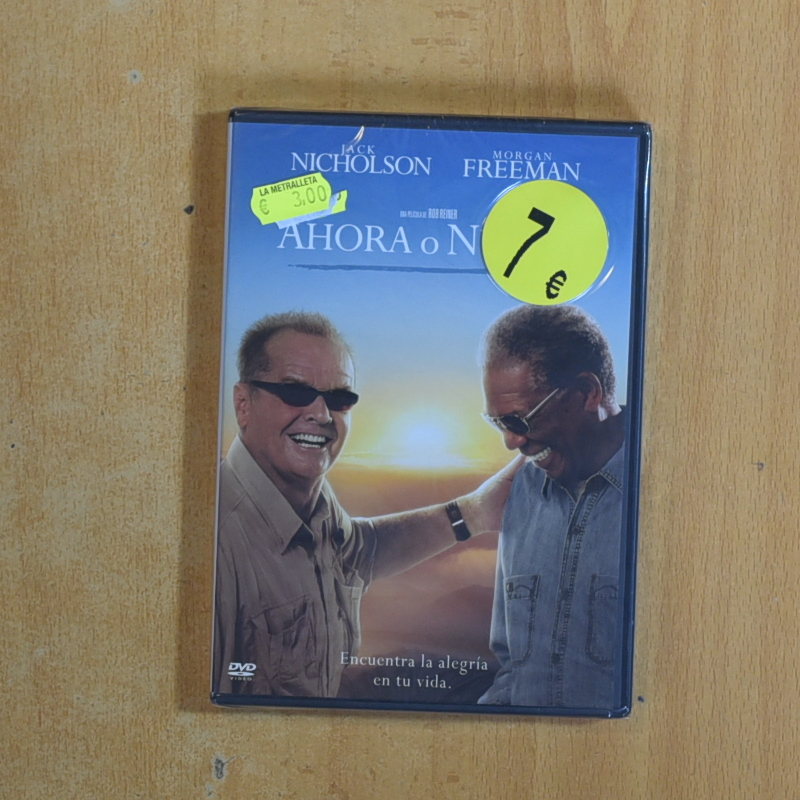 JACK
NICHOLSON
MORGAN
FREEMAN
LA METRALLETA
€ 3.00
UNA PELÍCULA DE ROB REINER
AHORA o N
7 €
Encuentra la alegría
en tu vida.
DVD
VIDEO